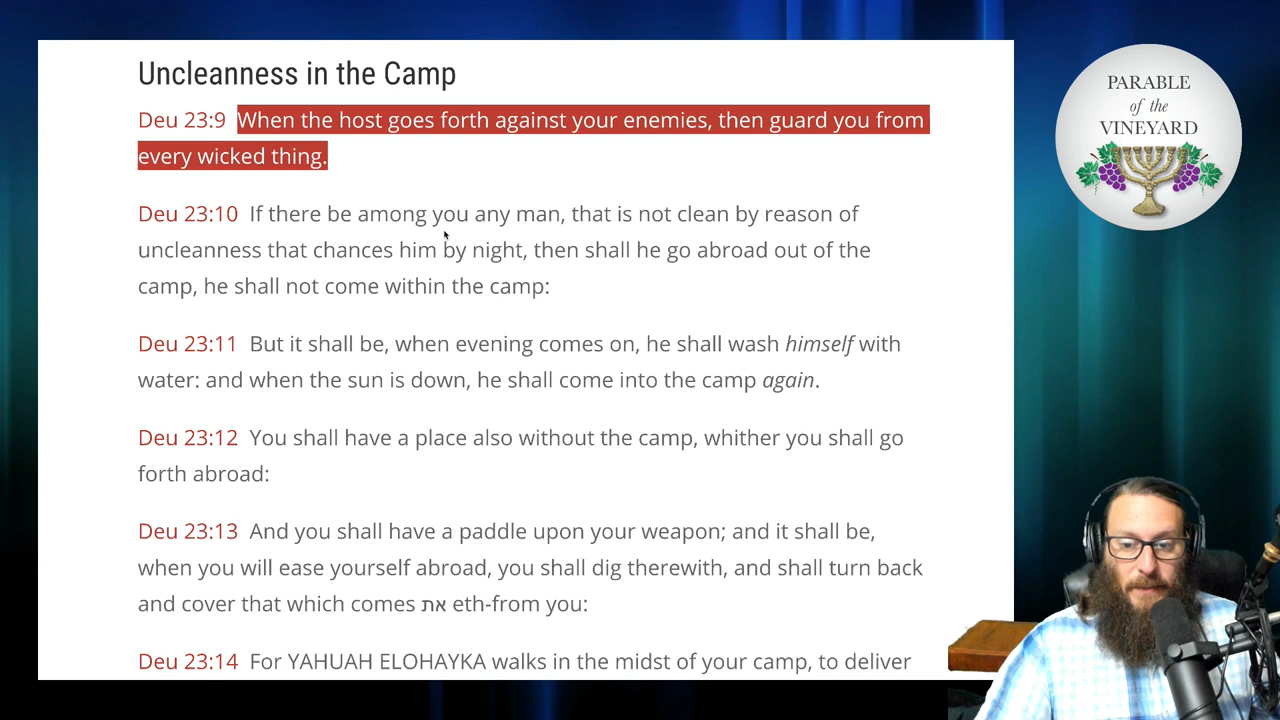 Uncleanness in the Camp
Deu 23:9 When the host goes forth against your enemies, then guard you from
every wicked thing.
Deu 23:10 If there be among you any man, that is not clean by reason of
uncleanness that chances him by night, then shall he go abroad out of the
camp, he shall not come within the camp:
Deu 23:11 But it shall be, when evening comes on, he shall wash himself with
water: and when the sun is down, he shall come into the camp again.
Deu 23:12 You shall have a place also without the camp, whither you shall go
forth abroad:
Deu 23:13 And you shall have a paddle upon your weapon; and it shall be,
when you will ease yourself abroad, you shall dig therewith, and shall turn back
and cover that which comes את eth-from you:
Deu 23:14 For YAHUAH ELOHAYKA walks in the midst of your camp, to deliver
PARABLE
of the
VINEYARD